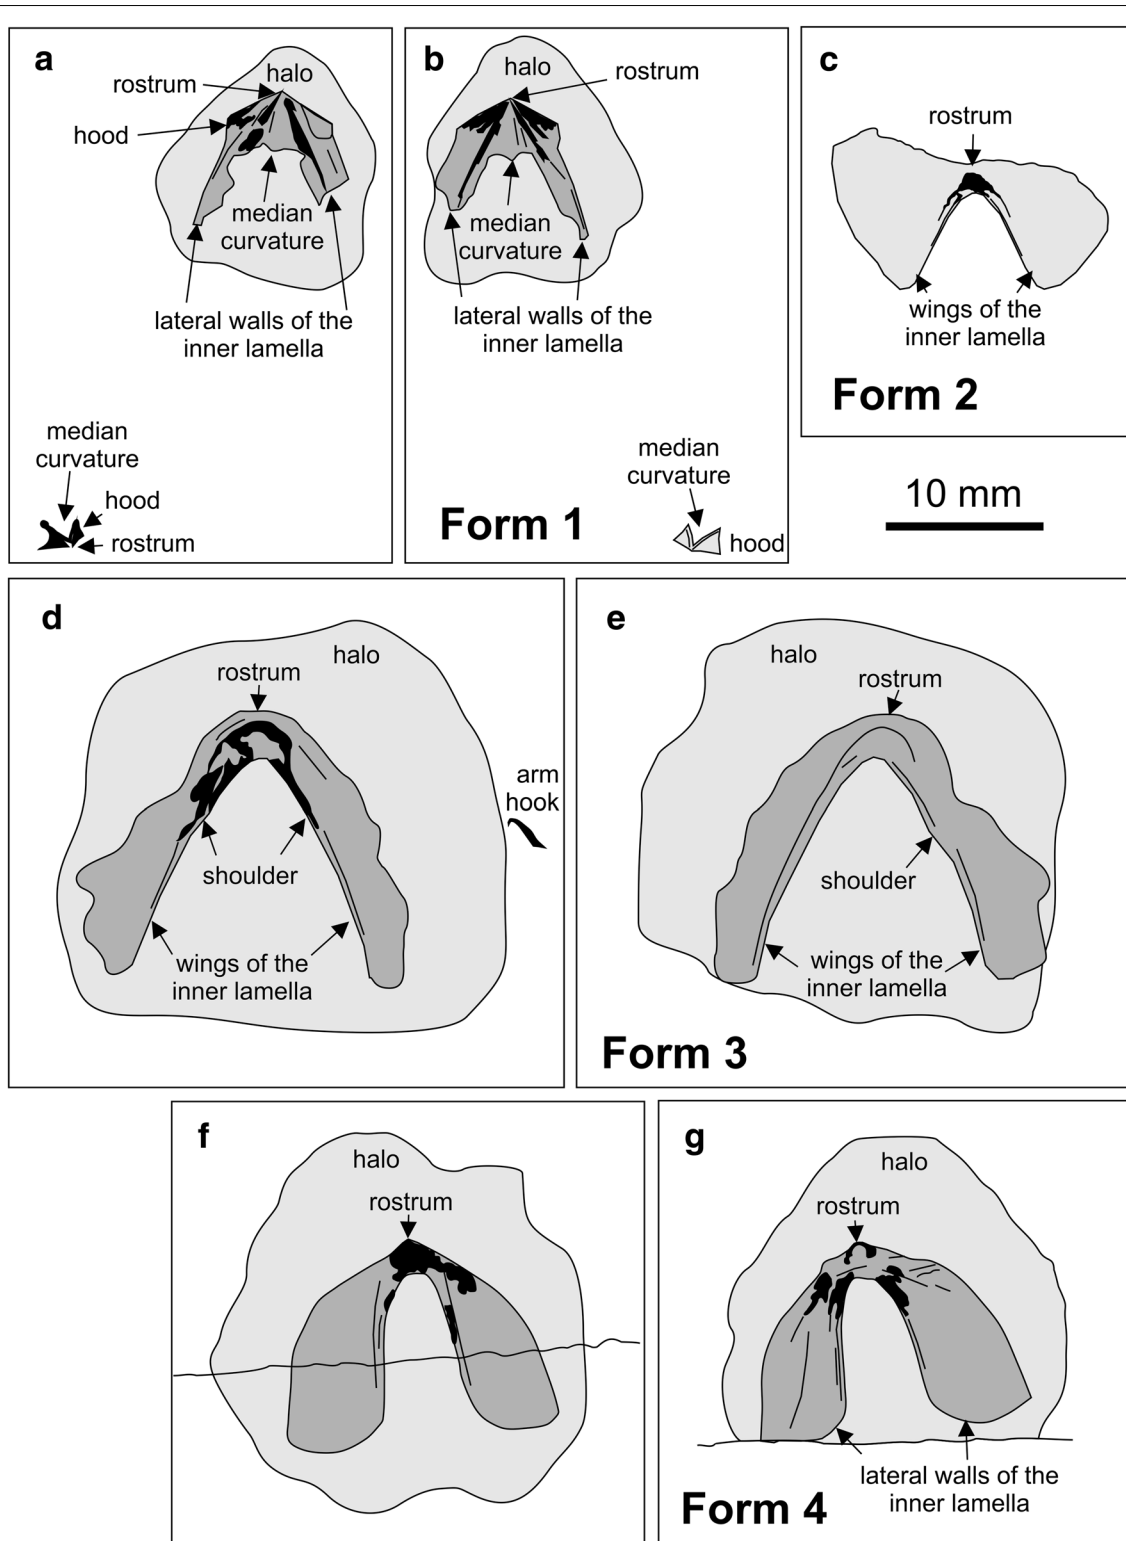 a
halo
rostrum
hood
median
curvature
lateral walls of the
inner lamella
median
curvature
hood
rostrum
b
halo
rostrum
median
curvature
lateral walls of the
inner lamella
median
curvature
hood
Form 1
c
rostrum
wings of the
inner lamella
Form 2
10 mm
d
halo
rostrum
arm
hook
shoulder
wings of the
inner lamella
e
halo
rostrum
shoulder
wings of the
inner lamella
Form 3
f
halo
rostrum
g
halo
rostrum
lateral walls of the
inner lamella
Form 4